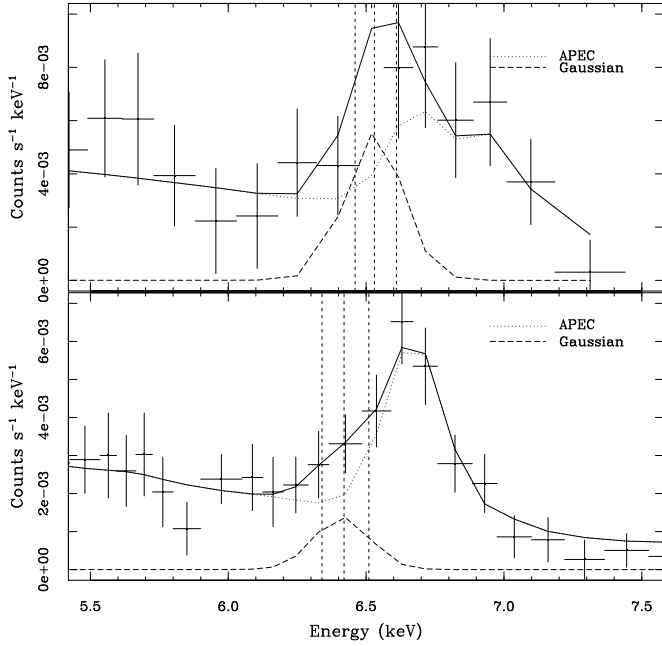 8e−03
4e−03
0e+00
Counts s⁻¹ keV⁻¹
APEC
Gaussian
6e−03
4e−03
2e−03
0e+00
Counts s⁻¹ keV⁻¹
APEC
Gaussian
5.5 6.0 6.5 7.0 7.5
Energy (keV)